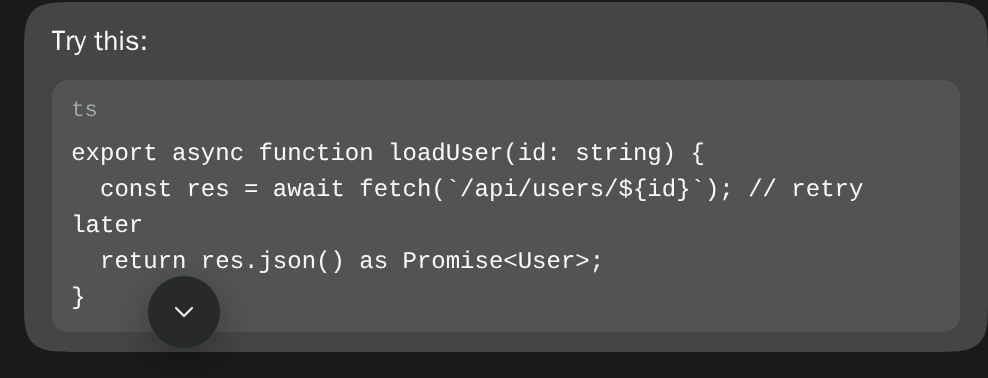 Try this:
ts
export async function loadUser(id: string) {
  const res = await fetch(`/api/users/${id}`); // retry
later
  return res.json() as Promise<User>;
}